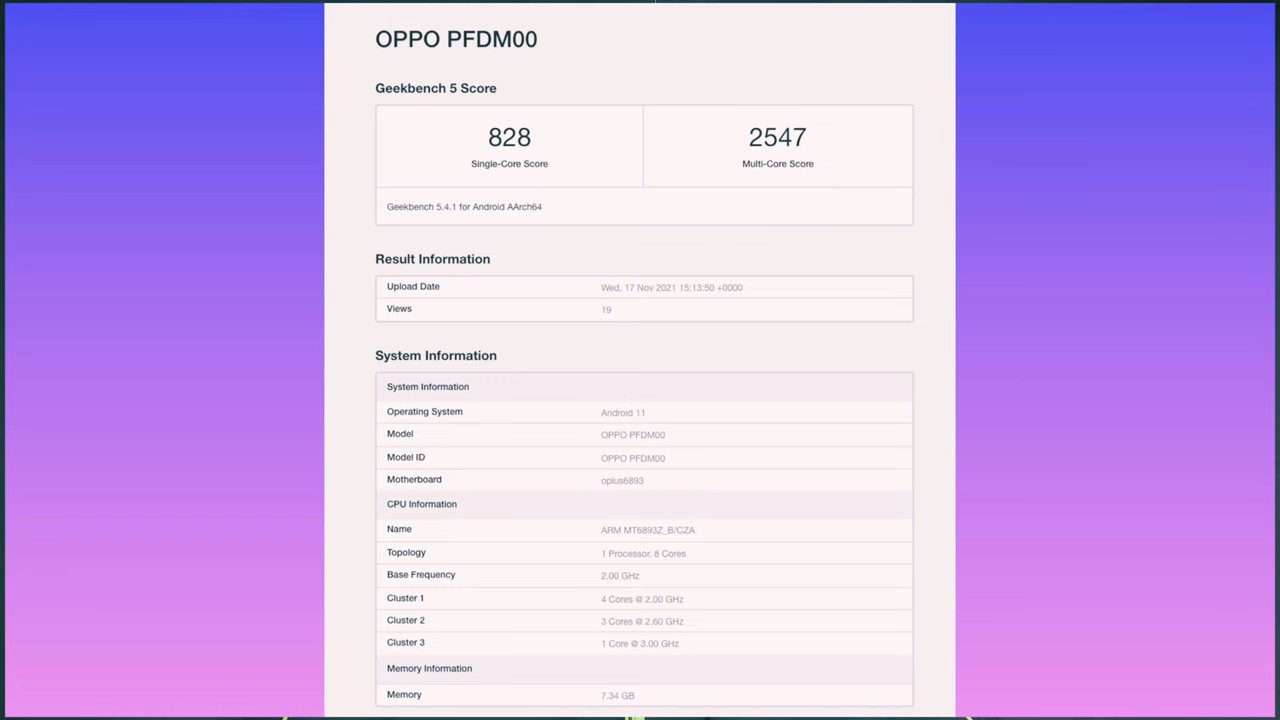 OPPO PFDM00
Geekbench 5 Score
828
2547
Single-Core Score
Multi-Core Score
Geekbench 5.4.1 for Android AArch64
Result Information
Upload Date Wed, 17 Nov 2021 15:13:50 +0000
Views 19
System Information
System Information
Operating System Android 11
Model OPPO PFDM00
Model ID OPPO PFDM00
Motherboard oplus6893
CPU Information
Name ARM MT6893Z_B/CZA
Topology 1 Processor, 8 Cores
Base Frequency 2.00 GHz
Cluster 1 4 Cores @ 2.00 GHz
Cluster 2 3 Cores @ 2.60 GHz
Cluster 3 1 Core @ 3.00 GHz
Memory Information
Memory 7.34 GB